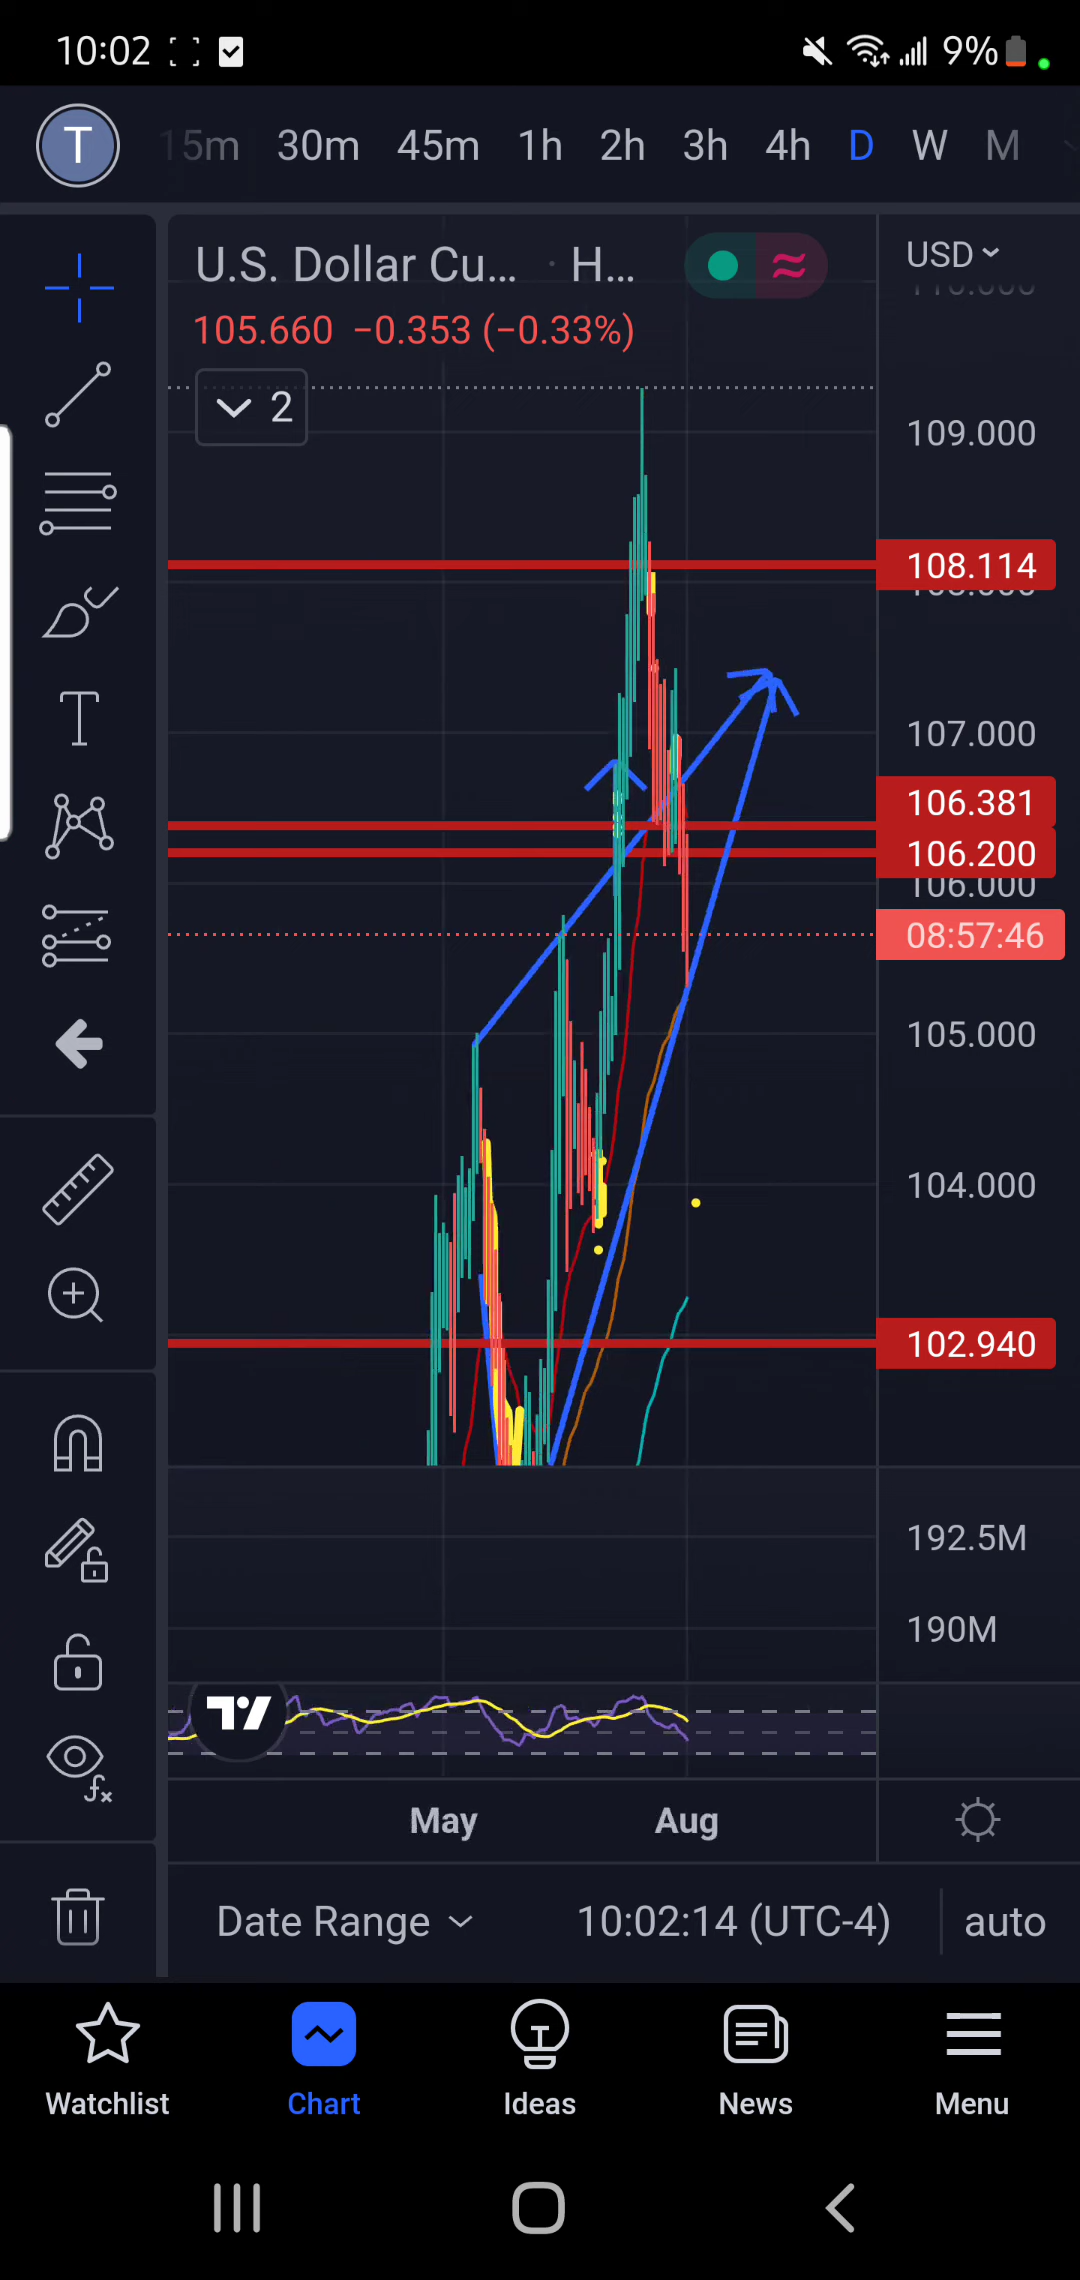 10:02 9%
T 15m 30m 45m 1h 2h 3h 4h D W M
U.S. Dollar Cu... · H... USD
105.660 −0.353 (−0.33%)
2
109.000
108.114
107.000
106.381
106.200
106.000
08:57:46
105.000
104.000
102.940
192.5M
190M
May Aug
Date Range 10:02:14 (UTC-4) auto
Watchlist Chart Ideas News Menu